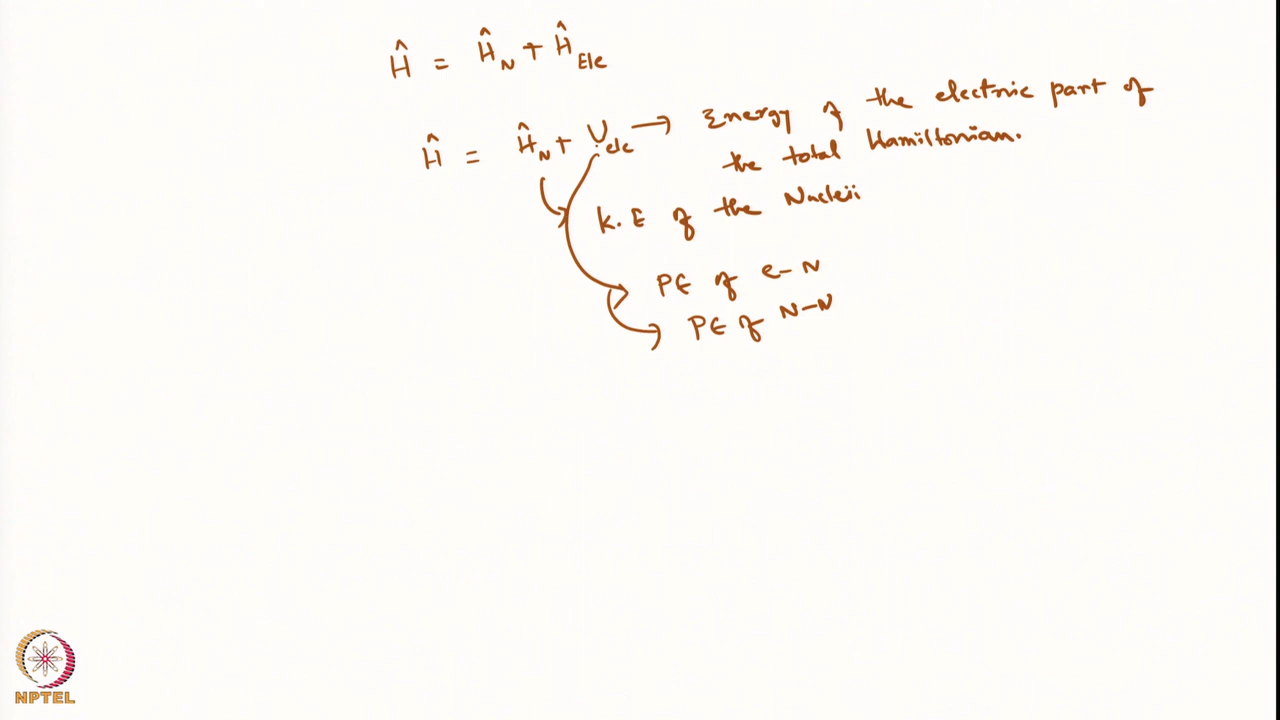 Ĥ = Ĥ_N + Ĥ_Ele
Ĥ = Ĥ_N + U_ele → Energy of the electric part of
the total Hamiltonian.
K.E of the Nucleii
PE of e-N
PE of N-N
NPTEL